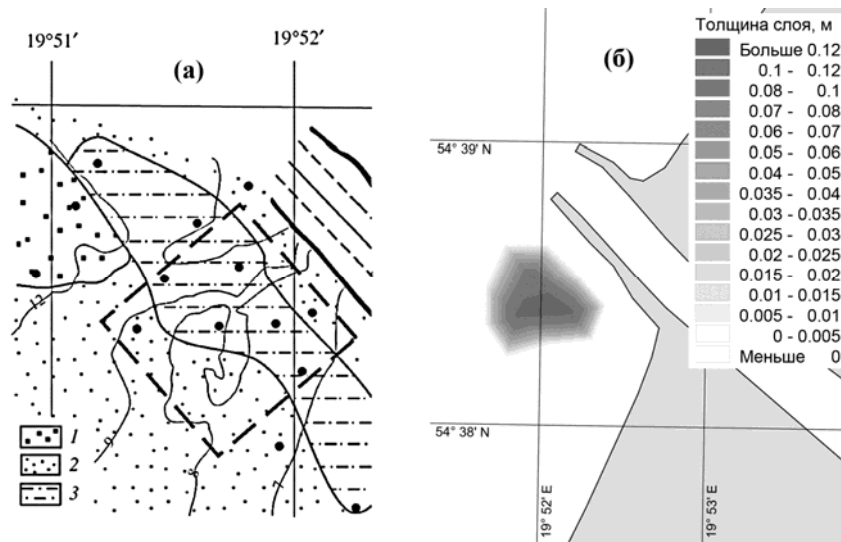 19°51′
19°52′
(а)
12
9
8
7
1
2
3
(б)
Толщина слоя, м
Больше 0.12
0.1 - 0.12
0.08 - 0.1
0.07 - 0.08
0.06 - 0.07
0.05 - 0.06
0.04 - 0.05
0.035 - 0.04
0.03 - 0.035
0.025 - 0.03
0.02 - 0.025
0.015 - 0.02
0.01 - 0.015
0.005 - 0.01
0 - 0.005
Меньше 0
54° 39' N
54° 38' N
19° 52' E
19° 53' E